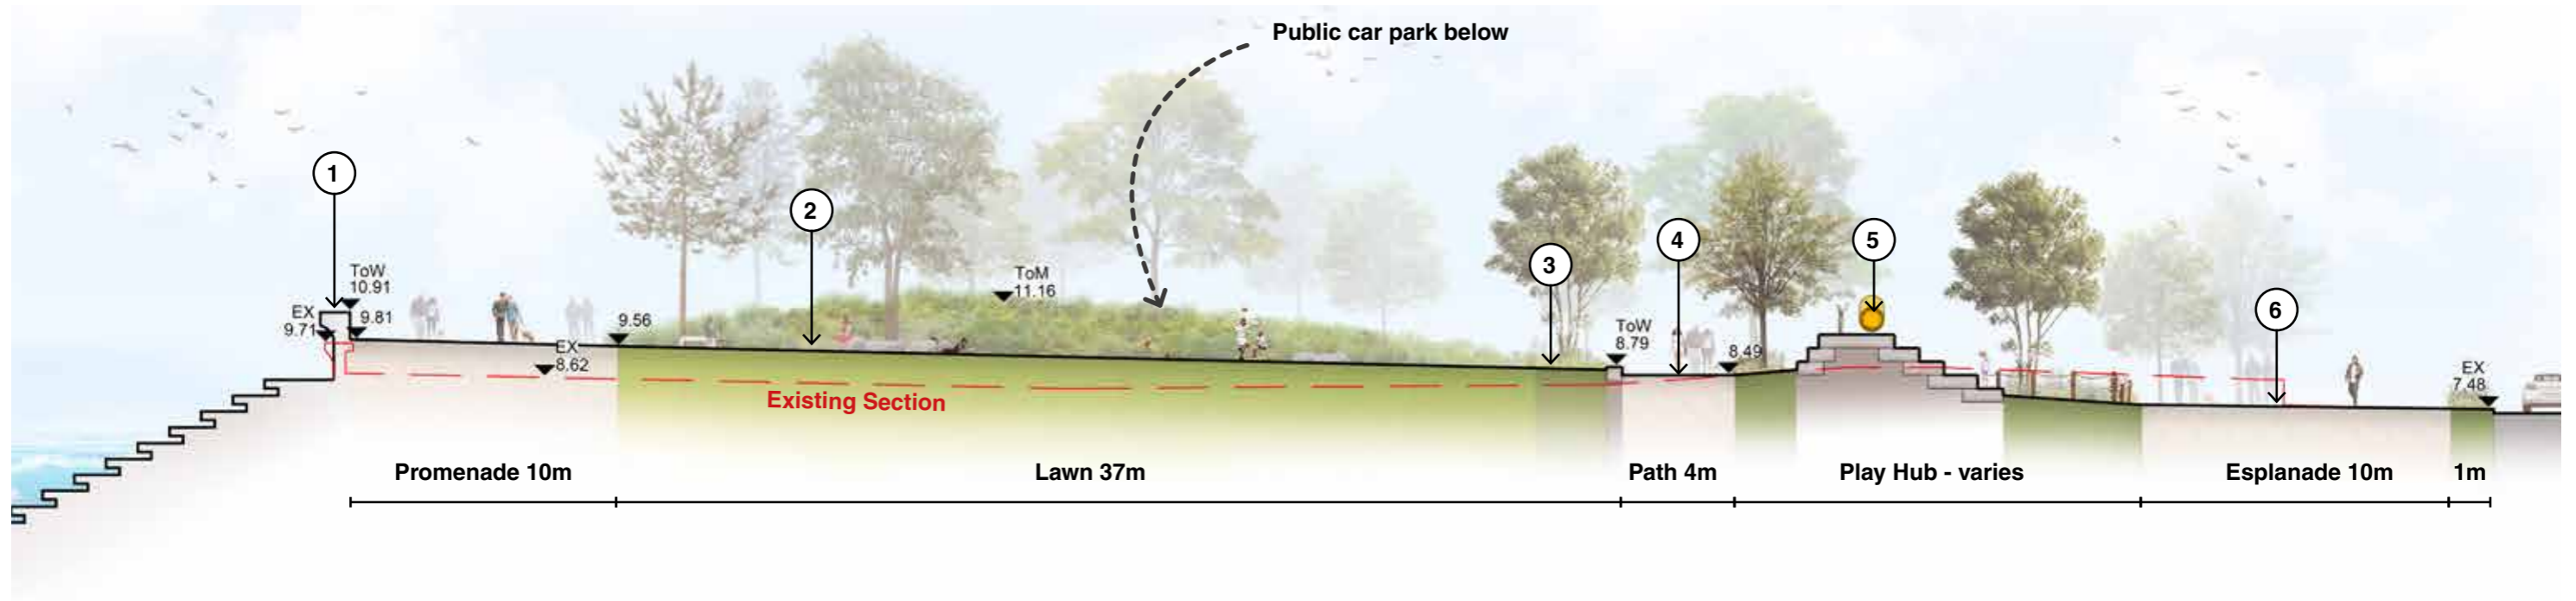 Public car park below
1
2
3
4
5
6
ToW
10.91
EX
9.71
9.81
EX
8.62
9.56
ToM
11.16
ToW
8.79
8.49
EX
7.48
Existing Section
Promenade 10m
Lawn 37m
Path 4m
Play Hub - varies
Esplanade 10m
1m